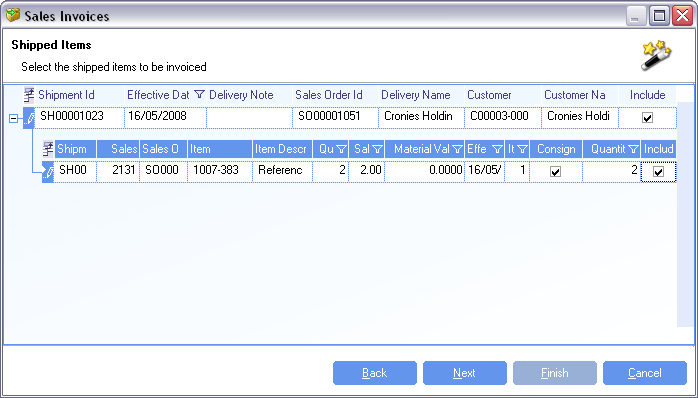 Sales Invoices
Shipped Items
Select the shipped items to be invoiced
Shipment Id Effective Dat Delivery Note Sales Order Id Delivery Name Customer Customer Na Include
SH00001023 16/05/2008 SO00001051 Cronies Holdin C00003-000 Cronies Holdi
Shipm Sales Sales O Item Item Descr Qu Sal Material Val Effe It Consign Quantit Includ
SH00 2131 SO000 1007-383 Referenc 2 2.00 0.0000 16/05/ 1 2
Back Next Finish Cancel